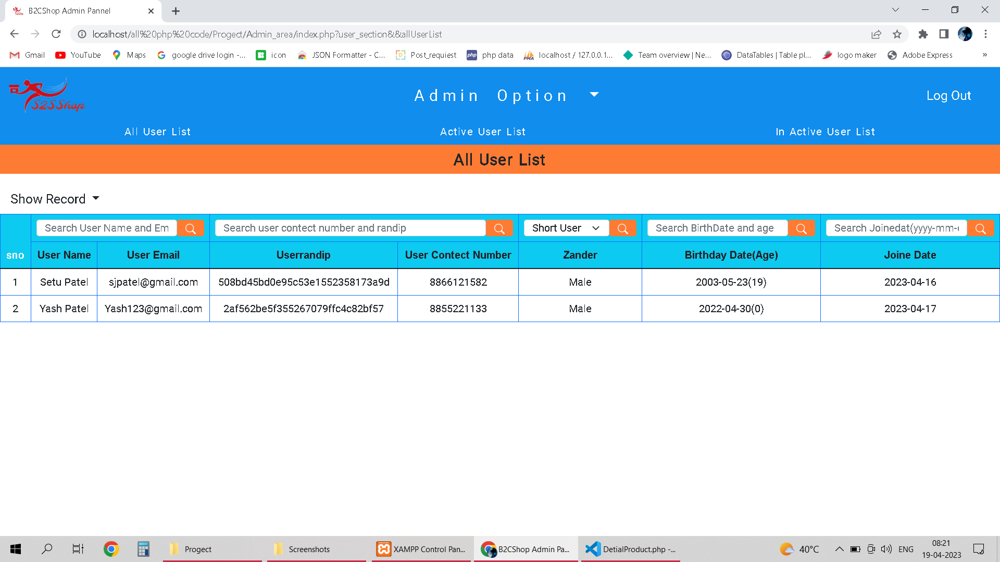 B2CShop Admin Pannel
localhost/all%20php%20code/Progect/Admin_area/index.php?user_section&&allUserList
Gmail YouTube Maps google drive login -... icon JSON Formatter - C... Post_requiest php data localhost / 127.0.0.1... Team overview | Ne... DataTables | Table pl... logo maker Adobe Express »
S2SShop
Admin Option
Log Out
All User List Active User List In Active User List
All User List
Show Record
Search User Name and Em Search user contect number and randip Short User Search BirthDate and age Search Joinedat(yyyy-mm-
sno User Name User Email Userrandip User Contect Number Zander Birthday Date(Age) Joine Date
1 Setu Patel sjpatel@gmail.com 508bd45bd0e95c53e1552358173a9d 8866121582 Male 2003-05-23(19) 2023-04-16
2 Yash Patel Yash123@gmail.com 2af562be5f355267079ffc4c82bf57 8855221133 Male 2022-04-30(0) 2023-04-17
Progect Screenshots XAMPP Control Pan... B2CShop Admin Pa... DetialProduct.php -... 40°C ENG 08:21
19-04-2023